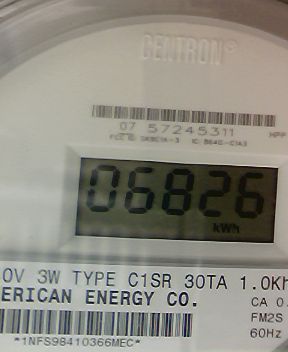 CENTRON®
07 57245311 HPP
06826
kWh
0V 3W TYPE C1SR 30TA 1.0Kh
ERICAN ENERGY CO.
CA 0.
FM2S
60Hz
*1NFS98410366MEC*